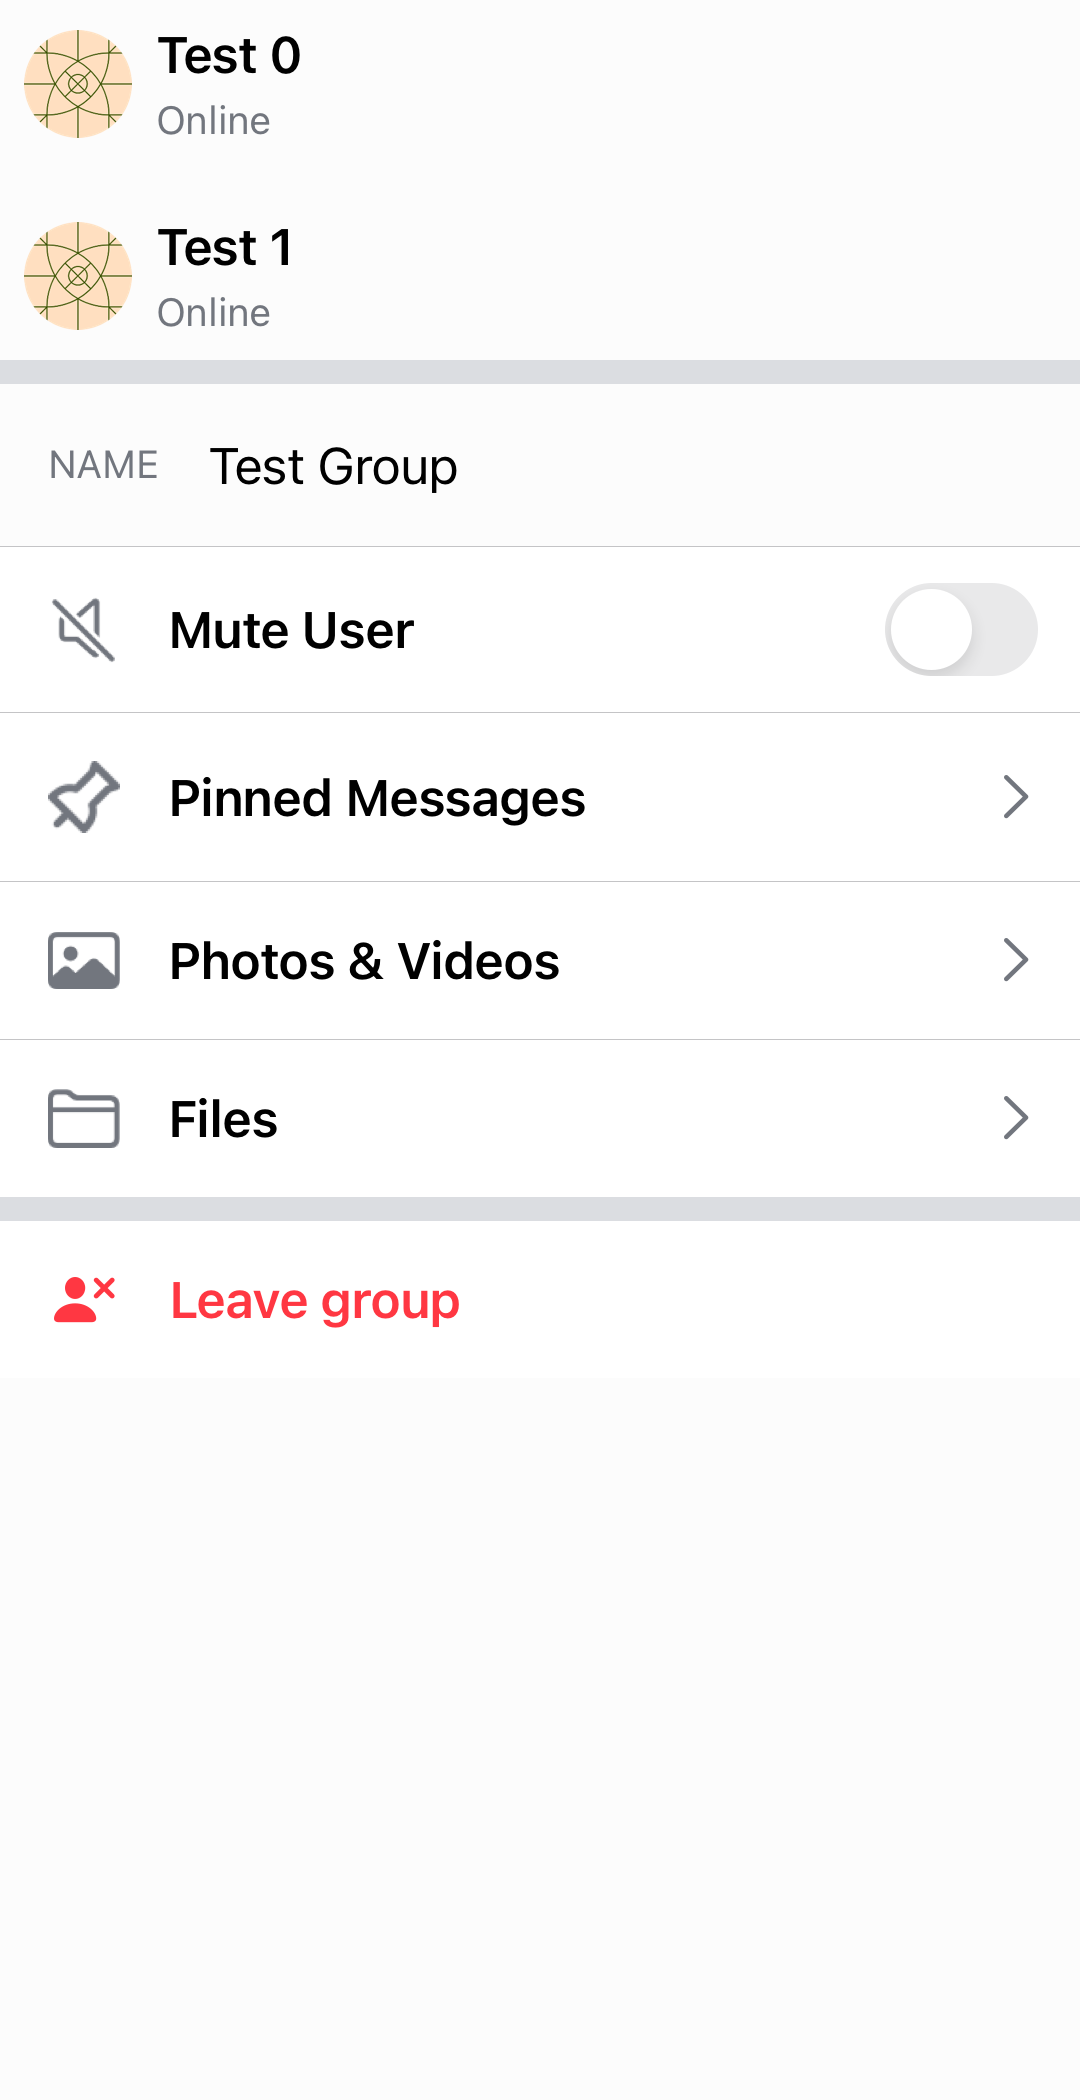 Test 0
Online
Test 1
Online
NAME Test Group
Mute User
Pinned Messages
Photos & Videos
Files
Leave group